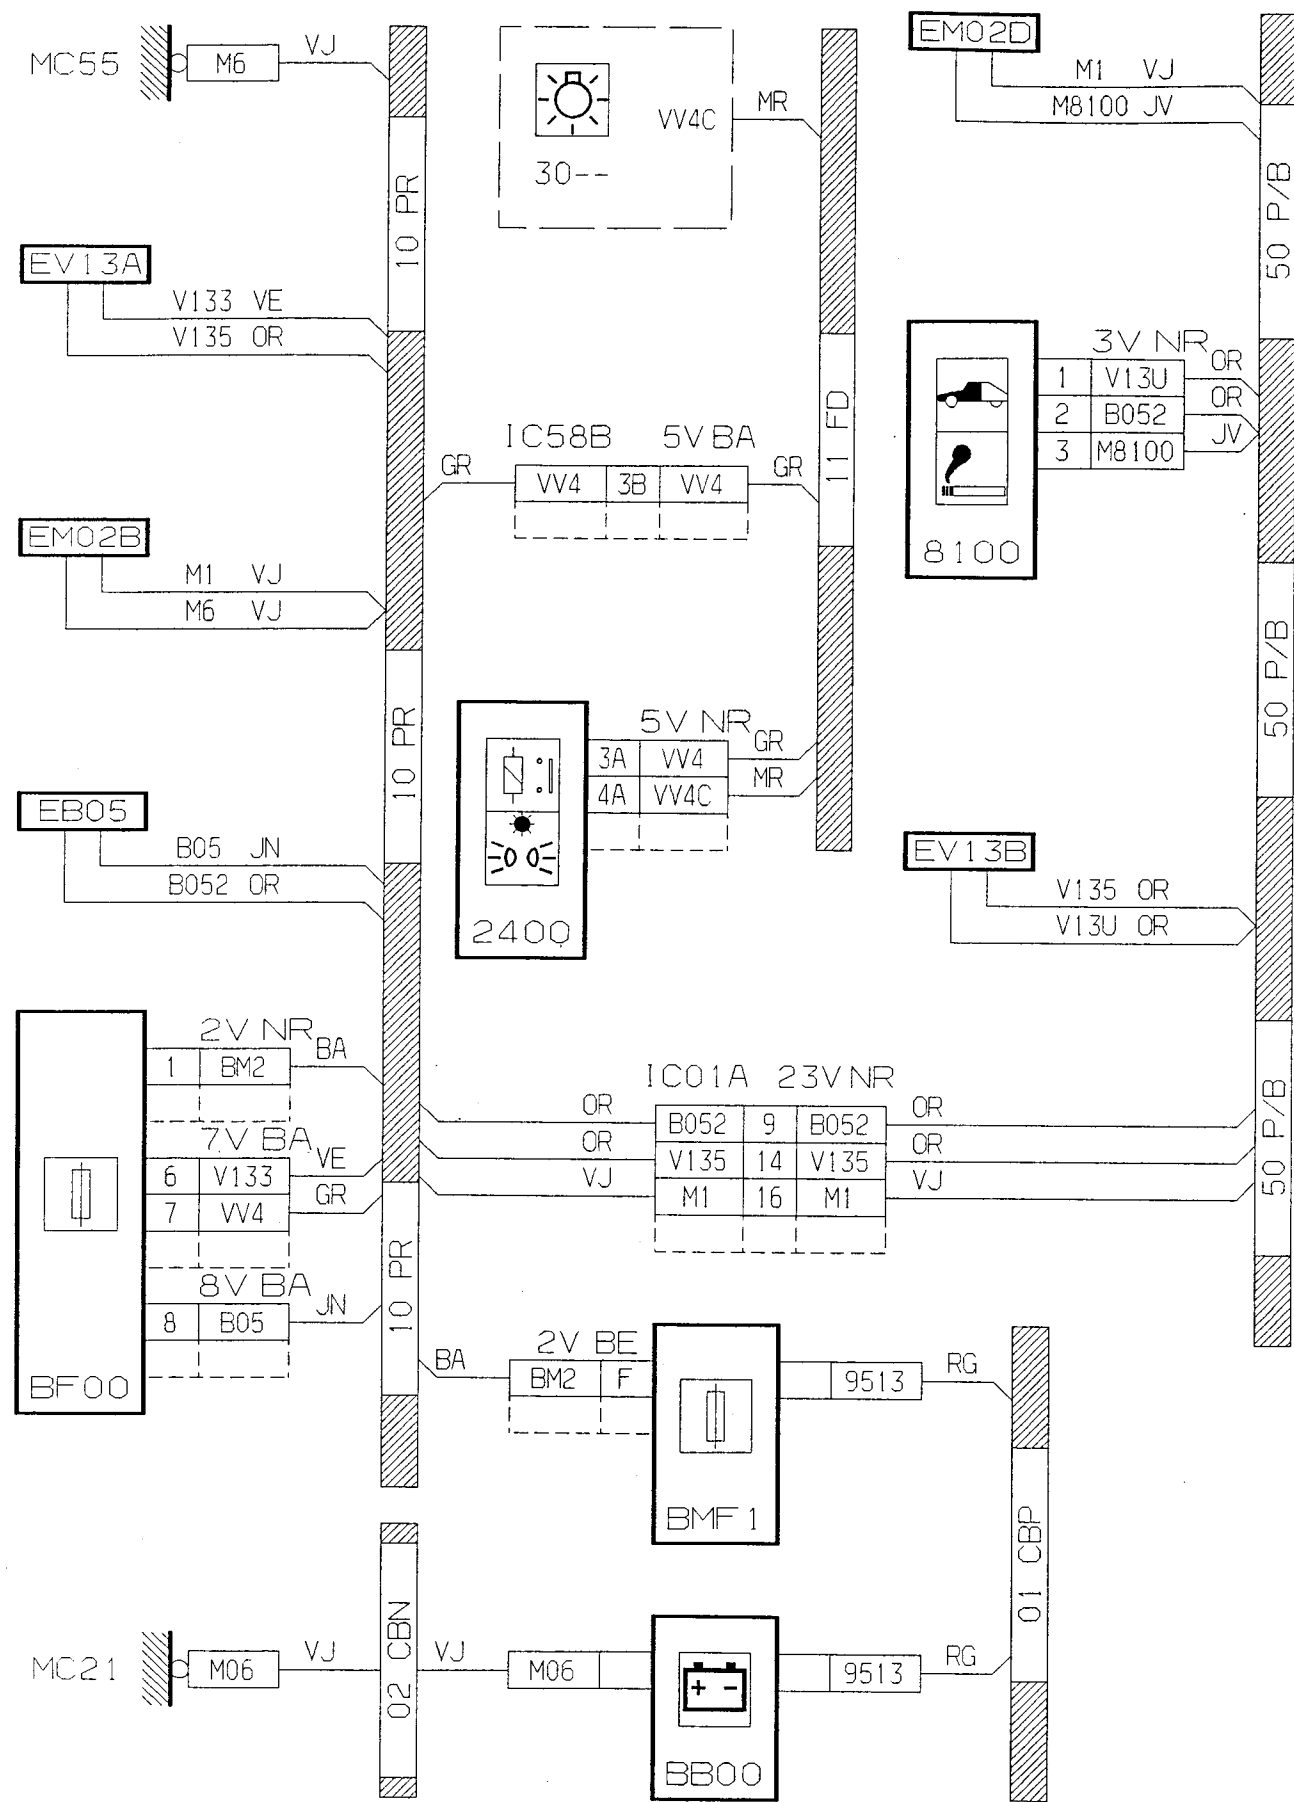 MC55 M6 VJ
10 PR
EV13A
V133 VE
V135 OR
EM02B
M1 VJ
M6 VJ
10 PR
EB05
B05 JN
B052 OR
BF00
2V NR
1 BM2 BA
7V BA
6 V133 VE
7 VV4 GR
8V BA
8 B05 JN
10 PR
MC21 M06 VJ
02 CBN
VJ M06
30-- VV4C MR
11 FD
IC58B 5V BA
GR VV4 3B VV4 GR
2400
5V NR
3A VV4 GR
4A VV4C MR
IC01A 23V NR
OR B052 9 B052 OR
OR V135 14 V135 OR
VJ M1 16 M1 VJ
2V BE
BA BM2 F
BMF1
9513 RG
01 CBP
BB00
+ -
9513 RG
EM02D
M1 VJ
M8100 JV
50 P/B
8100
3V NR
1 V13U OR
2 B052 OR
3 M8100 JV
50 P/B
EV13B
V135 OR
V13U OR
50 P/B